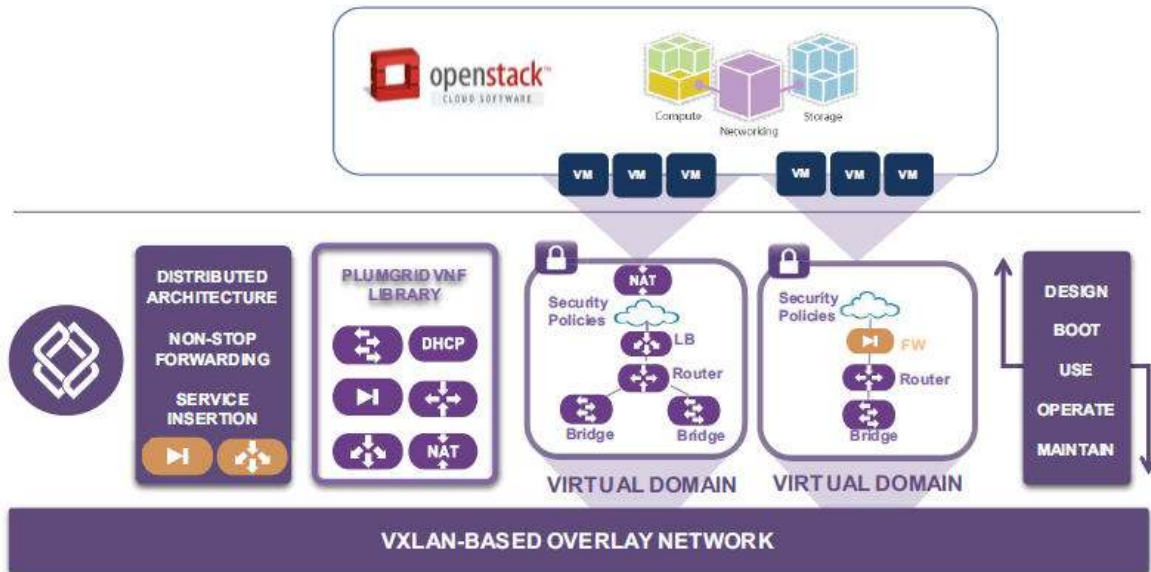 openstack™
CLOUD SOFTWARE
Compute
Networking
Storage
VM
VM
VM
VM
VM
VM
DISTRIBUTED
ARCHITECTURE
NON-STOP
FORWARDING
SERVICE
INSERTION
PLUMGRID VNF
LIBRARY
DHCP
NAT
NAT
Security
Policies
LB
Router
Bridge
Bridge
VIRTUAL DOMAIN
Security
Policies
FW
Router
Bridge
VIRTUAL DOMAIN
DESIGN
BOOT
USE
OPERATE
MAINTAIN
VXLAN-BASED OVERLAY NETWORK